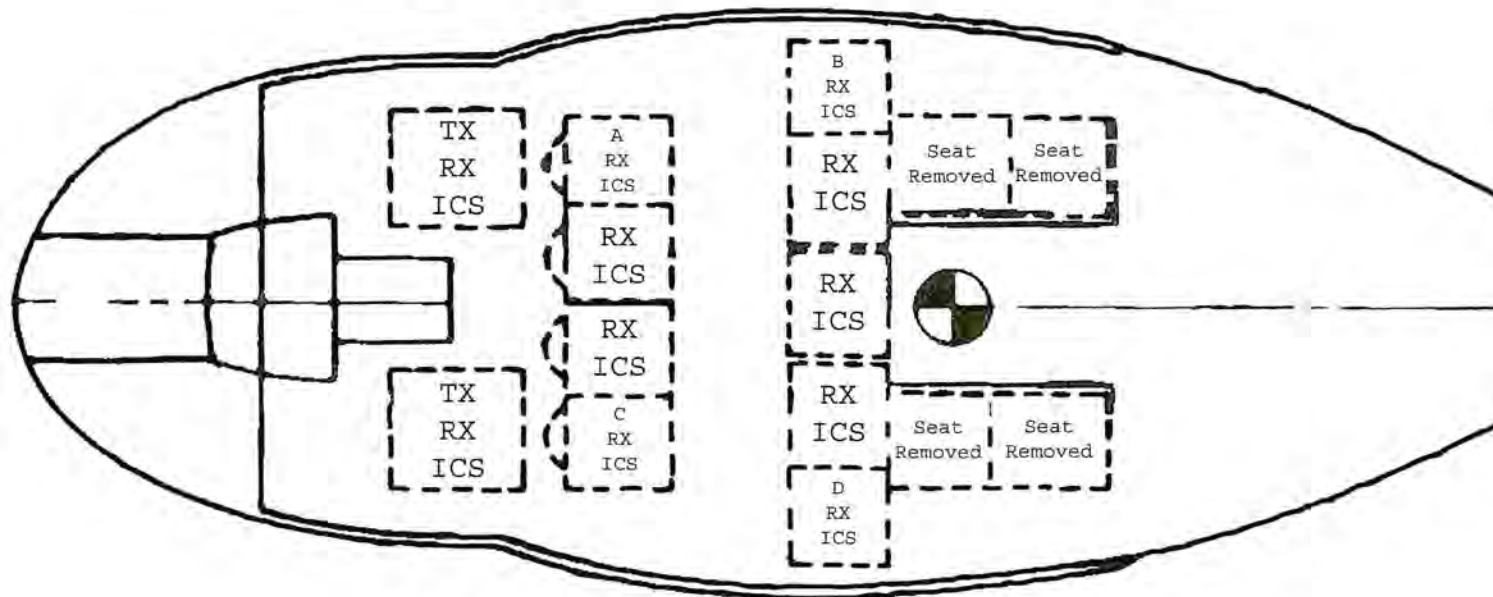 TX
RX
ICS
A
RX
ICS
RX
ICS
RX
ICS
C
RX
ICS
TX
RX
ICS
B
RX
ICS
RX
ICS
RX
ICS
RX
ICS
D
RX
ICS
Seat
Removed
Seat
Removed
Seat
Removed
Seat
Removed